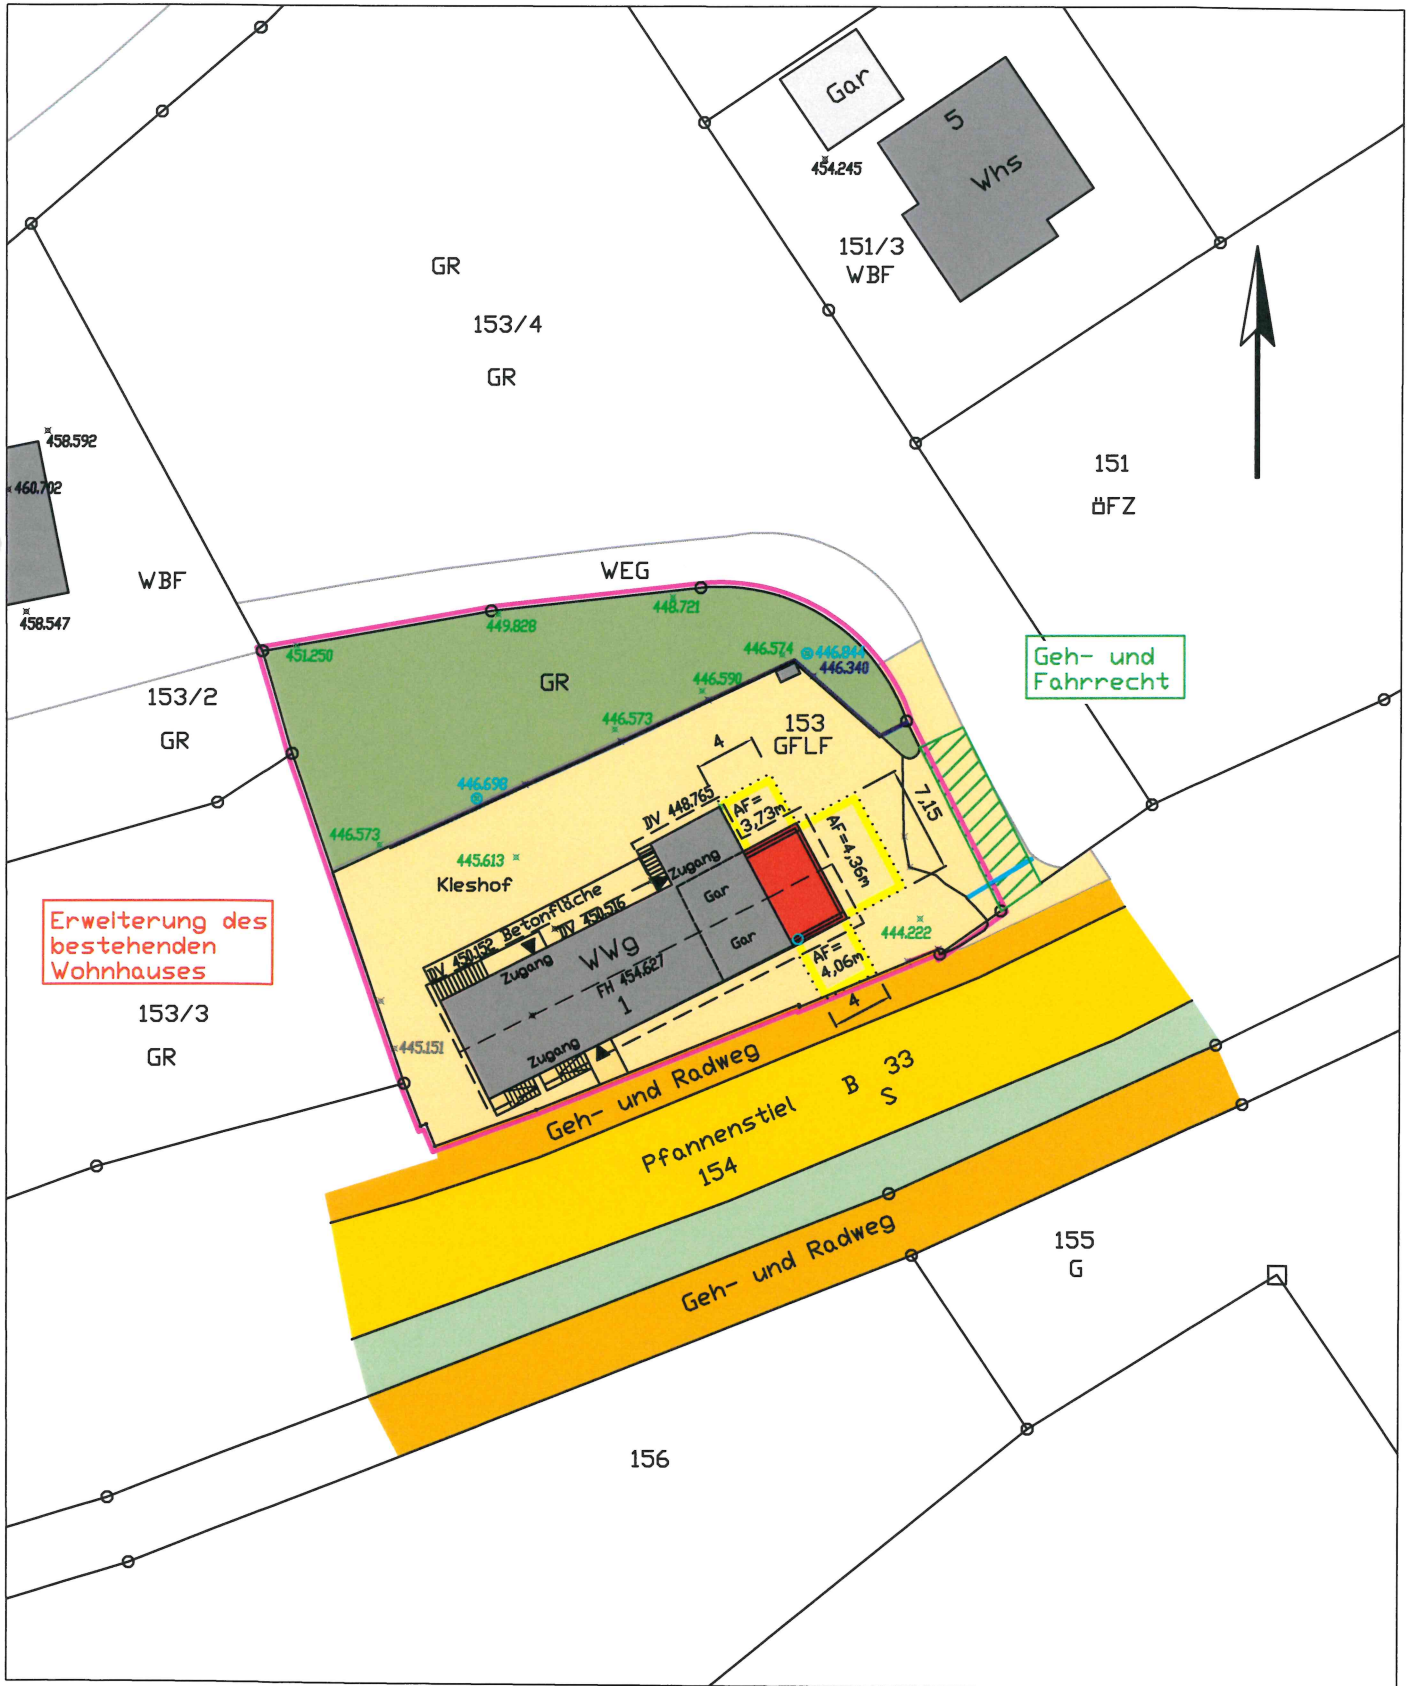 Gar
5
Whs
454.245
151/3
WBF
GR
153/4
GR
458.592
460.702
151
ÖFZ
WBF
WEG
458.547
448.721
449.828
451.250
446.574
446.844
446.340
Geh- und
Fahrrecht
GR
446.590
153/2
GR
446.573
153
GFLF
4
446.698
DV 448.765
AF=
3,73m
7,15
446.573
AF=4,36m
445.613
Kleshof
Zugang
Gar
Gar
Erweiterung des
bestehenden
Wohnhauses
DV 450.152 Betonfläche
DV 450.516
444.222
WWg
Zugang
FH 454.627
AF=
4,06m
1
4
153/3
GR
445.151
Zugang
Geh- und Radweg
B 33
S
Pfannenstiel
154
Geh- und Radweg
155
G
156